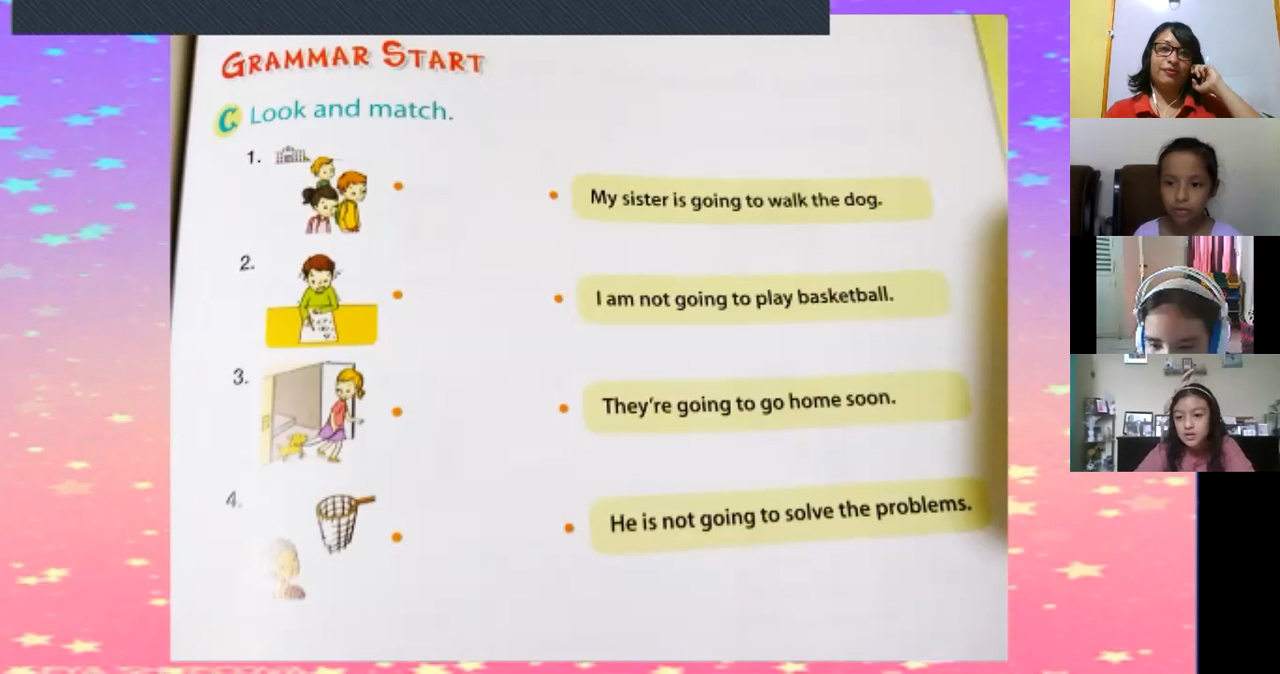 GRAMMAR START
C Look and match.
1.
My sister is going to walk the dog.
2.
I am not going to play basketball.
3.
They're going to go home soon.
4.
He is not going to solve the problems.